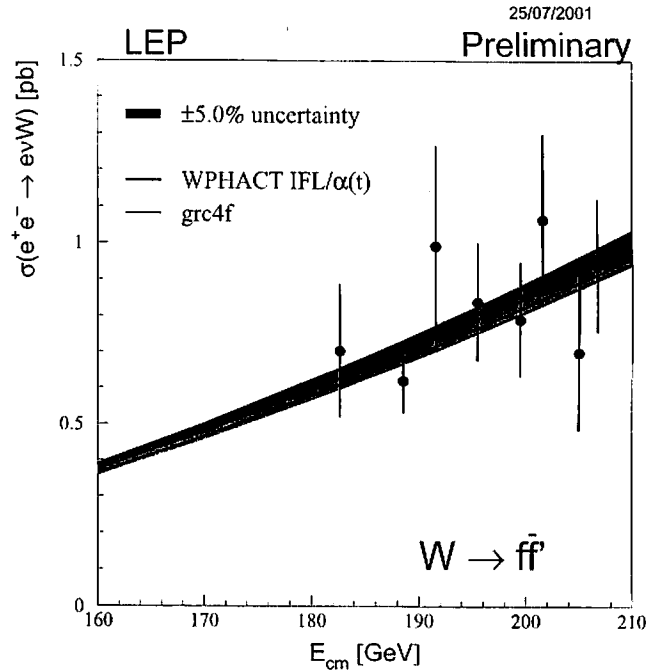 25/07/2001
LEP Preliminary
1.5
±5.0% uncertainty
WPHACT IFL/α(t)
grc4f
1
0.5
0
σ(e⁺e⁻ → eνW) [pb]
W → ff̄'
160 170 180 190 200 210
E_cm [GeV]